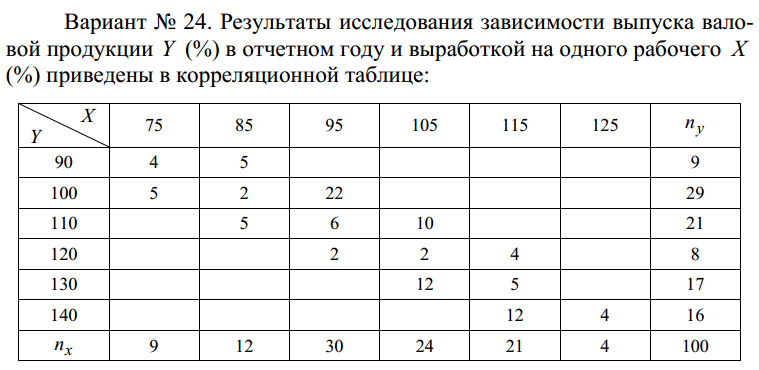 Вариант № 24. Результаты исследования зависимости выпуска вало-
вой продукции Y (%) в отчетном году и выработкой на одного рабочего X
(%) приведены в корреляционной таблице:
X
Y 75 85 95 105 115 125 n_y
90 4 5 9
100 5 2 22 29
110 5 6 10 21
120 2 2 4 8
130 12 5 17
140 12 4 16
n_x 9 12 30 24 21 4 100